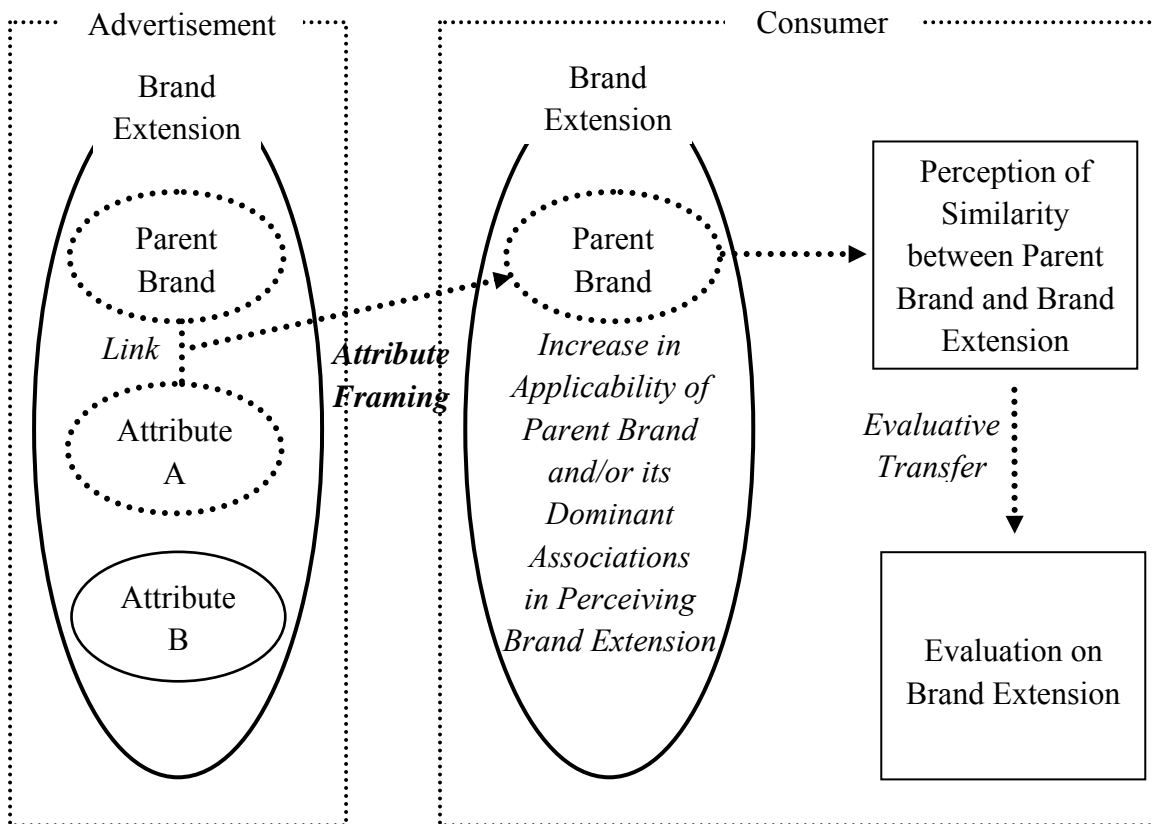 Advertisement
Brand
Extension
Parent
Brand
Link
Attribute
A
Attribute
B
Attribute
Framing
Consumer
Brand
Extension
Parent
Brand
Increase in
Applicability of
Parent Brand
and/or its
Dominant
Associations
in Perceiving
Brand Extension
Perception of
Similarity
between Parent
Brand and Brand
Extension
Evaluative
Transfer
Evaluation on
Brand Extension